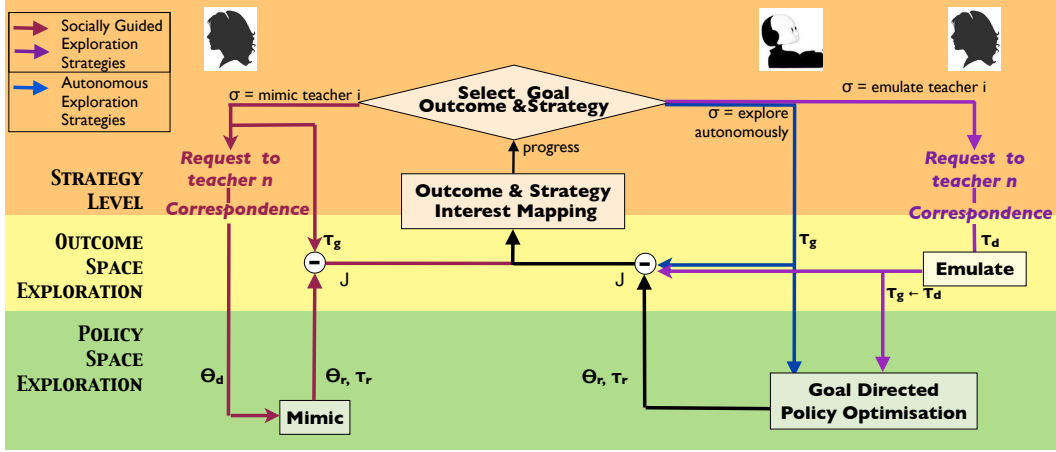 Socially Guided
Exploration
Strategies
Autonomous
Exploration
Strategies
σ = mimic teacher i
Select Goal
Outcome &Strategy
σ = emulate teacher i
σ = explore
autonomously
progress
Request to
teacher n
Correspondence
Outcome & Strategy
Interest Mapping
Request to
teacher n
Correspondence
STRATEGY
LEVEL
OUTCOME
SPACE
EXPLORATION
τg
-
J
-
J
τg
τd
Emulate
τg ← τd
POLICY
SPACE
EXPLORATION
Θd
Θr, τr
Mimic
Θr, τr
Goal Directed
Policy Optimisation